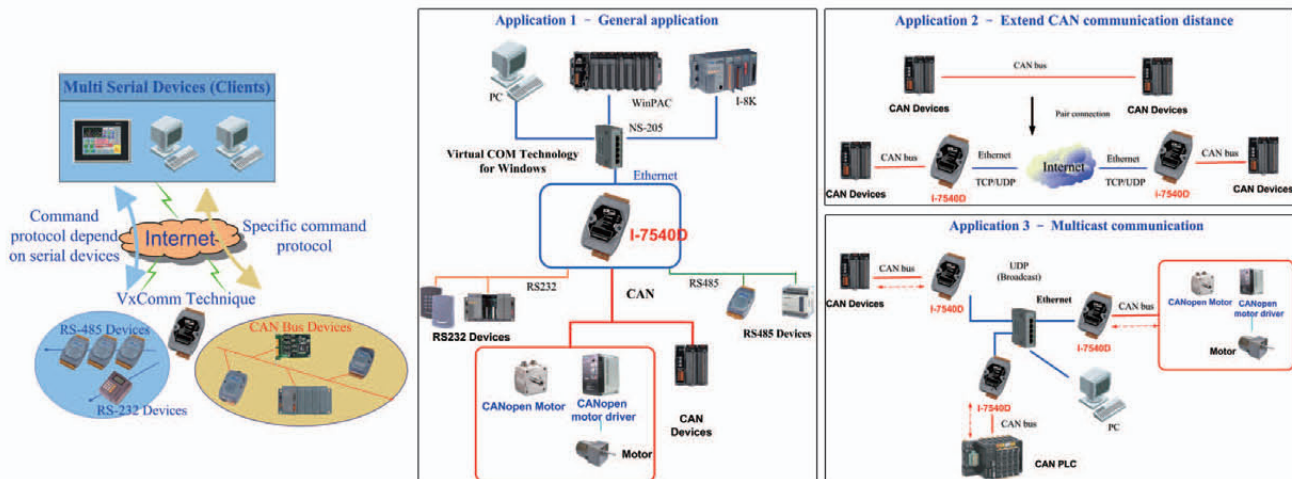 Multi Serial Devices (Clients)
Command
protocol depend
on serial devices
Internet
Specific command
protocol
VxComm Technique
RS-485 Devices
RS-232 Devices
CAN Bus Devices
Application 1 – General application
PC
WinPAC
I-8K
NS-205
Virtual COM Technology
for Windows
Ethernet
I-7540D
RS232
CAN
RS485
RS232 Devices
RS485 Devices
CANopen Motor
CANopen
motor driver
Motor
CAN
Devices
Application 2 – Extend CAN communication distance
CAN bus
CAN Devices
CAN Devices
Pair connection
CAN bus
Ethernet
Internet
Ethernet
CAN bus
TCP/UDP
TCP/UDP
CAN Devices
I-7540D
I-7540D
CAN Devices
Application 3 – Multicast communication
CAN bus
UDP
(Broadcast)
CAN Devices
I-7540D
Ethernet
CAN bus
I-7540D
CANopen Motor
CANopen
motor driver
Motor
I-7540D
CAN bus
PC
CAN PLC